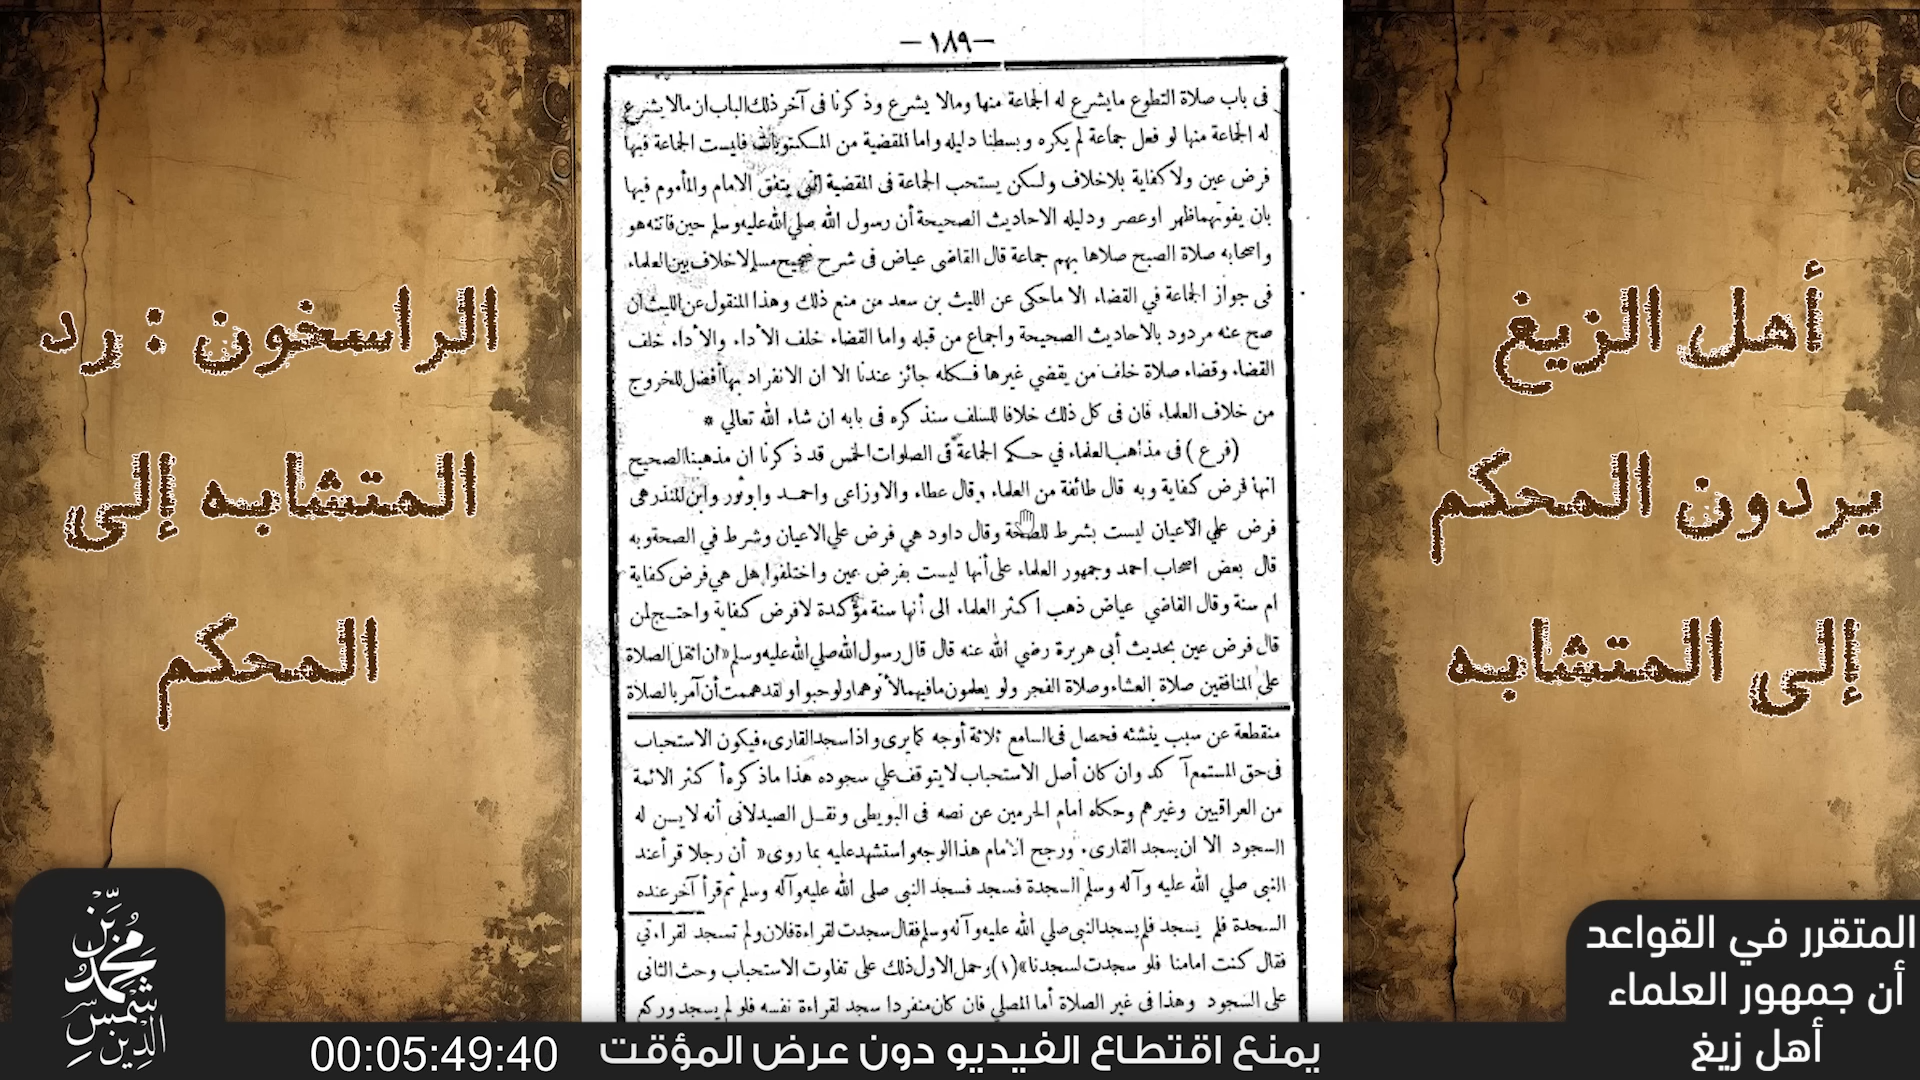 أهل الزيغ
يردون المحكم
إلى المتشابه
—١٨٩—
فى باب صلاة التطوع مايشرع له الجماعة منها ومالا يشرع وذكرنا فى آخر ذلك الباب ان مالا يشرع
له الجماعة منها لو فعل جماعة لم يكره وبسطنا دليله واما المقضية من المكتوبات فليست الجماعة فيها
فرض عين ولا كفاية بلاخلاف ولكن يستحب الجماعة فى المقضية التى يتفق الامام والمأموم فيها
بان يفوتهما ظهر او عصر ودليله الاحاديث الصحيحة أن رسول الله صلي الله عليه وسلم حين فاتته هو
واصحابه صلاة الصبح صلاها بهم جماعة قال القاضى عياض فى شرح صحيح مسلم لا خلاف بين العلماء
فى جواز الجماعة في القضاء الا ماحكى عن الليث بن سعد من منع ذلك وهذا المنقول عن الليث ان
صح عنه مردود بالاحاديث الصحيحة واجماع من قبله واما القضاء خلف الأداء والأداء خلف
القضاء وقضاء صلاة خلف من يقضي غيرها فكله جائز عندنا الا ان الانفراد بها أفضل للخروج
من خلاف العلماء فان فى كل ذلك خلافا للسلف سنذكره فى بابه ان شاء الله تعالي *
(فرع) فى مذاهب العلماء في حكم الجماعة فى الصلوات الخمس قد ذكرنا ان مذهبنا الصحيح
انها فرض كفاية وبه قال طائفة من العلماء وقال عطاء والاوزاعى واحمد وابو ثور وابن المنذر هى
فرض علي الاعيان ليست بشرط للصحة وقال داود هي فرض علي الاعيان وشرط في الصحة وبه
قال بعض اصحاب احمد وجمهور العلماء على أنها ليست بفرض عين واختلفوا هل هي فرض كفاية
ام سنة وقال القاضي عياض ذهب اكثر العلماء الى أنها سنة مؤكدة لا فرض كفاية واحتج لمن
قال فرض عين بحديث أبى هريرة رضي الله عنه قال قال رسول الله صلي الله عليه وسلم «ان اثقل الصلاة
على المنافقين صلاة العشاء وصلاة الفجر ولو يعلمون مافيهما لأتوهما ولو حبوا ولقد هممت أن آمر بالصلاة
منقطعة عن سبب ينشئه فحصل فى السامع ثلاثة أوجه كما يرى واذا سجد القارىء فيكون الاستحباب
فى حق المستمع آكد وان كان أصل الاستحباب لا يتوقف علي سجوده هذا ماذكره أكثر الائمة
من العراقيين وغيرهم وحكاه امام الحرمين عن نصه فى البويطى ونقل الصيدلانى أنه لا يسن له
السجود الا ان يسجد القارىء ورجح الامام هذا الوجه واستشهد عليه بما روى «أن رجلا قرأ عند
النبى صلي الله عليه وآله وسلم السجدة فسجد فسجد النبي صلى الله عليه وآله وسلم ثم قرأ آخر عنده
السجدة فلم يسجد فلم يسجد النبي صلي الله عليه وآله وسلم فقال سجدت لقراءة فلان ولم تسجد لقراءتي
فقال كنت امامنا فلو سجدت لسجدنا» (١) وحمل الاول ذلك على تفاوت الاستحباب وحث الثانى
على السجود وهذا فى غير الصلاة أما المصلي فان كان منفردا سجد لقراءة نفسه فلو لم يسجد وركع
الراسخون : رد
المتشابه إلى
المحكم
المتقرر في القواعد
أن جمهور العلماء
أهل زيغ
يمنع اقتطاع الفيديو دون عرض المؤقت
00:05:49:40
محمد بن شمس الدين